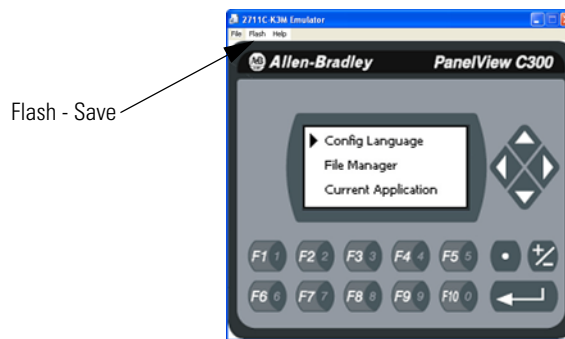 2711C-K3M Emulator
File Flash Help
AB Allen-Bradley PanelView C300
Flash - Save
Config Language
File Manager
Current Application
F1 1 F2 2 F3 3 F4 4 F5 5 • +/-
F6 6 F7 7 F8 8 F9 9 F10 0